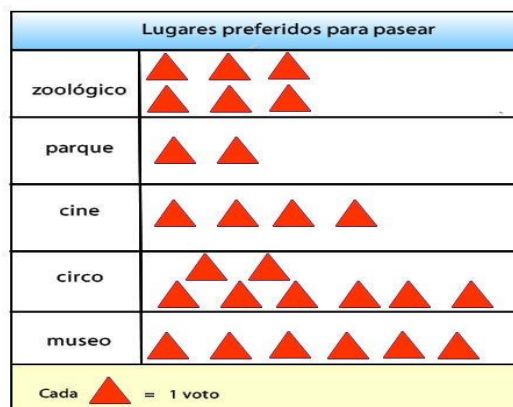 Lugares preferidos para pasear
zoológico
parque
cine
circo
museo
Cada = 1 voto